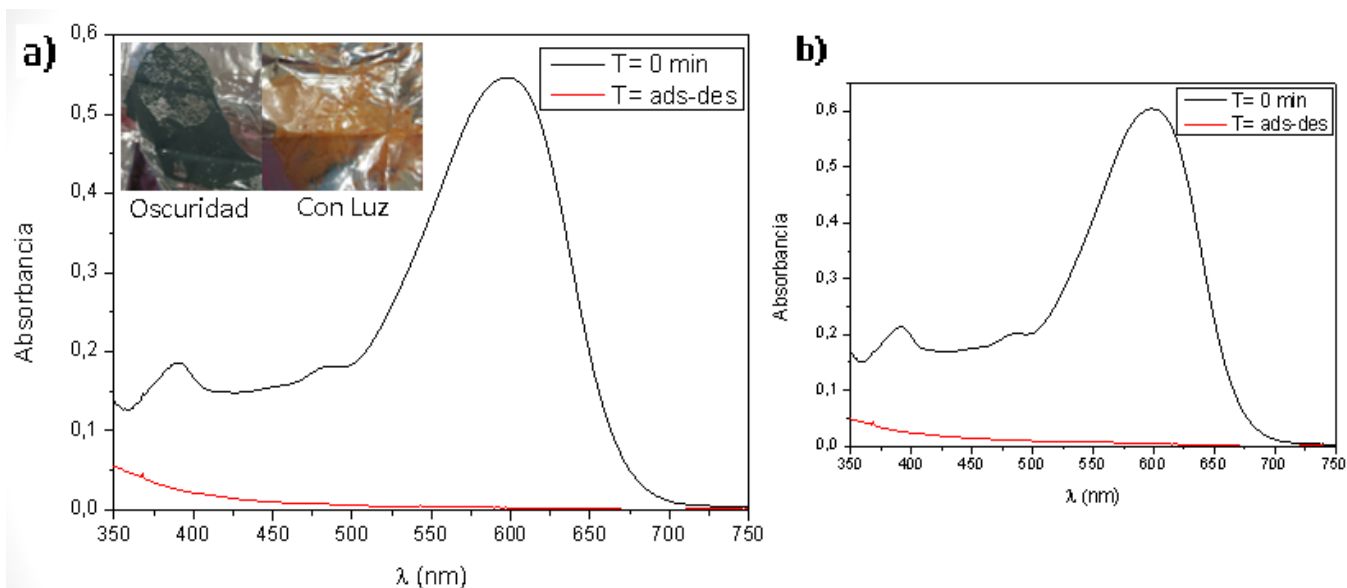 a)
0,6
0,5
0,4
0,3
0,2
0,1
0,0
Absorbancia
350 400 450 500 550 600 650 700 750
λ (nm)
T= 0 min
T= ads-des
Oscuridad Con Luz
b)
0,6
0,5
0,4
0,3
0,2
0,1
0,0
Absorbancia
350 400 450 500 550 600 650 700 750
λ (nm)
T= 0 min
T= ads-des